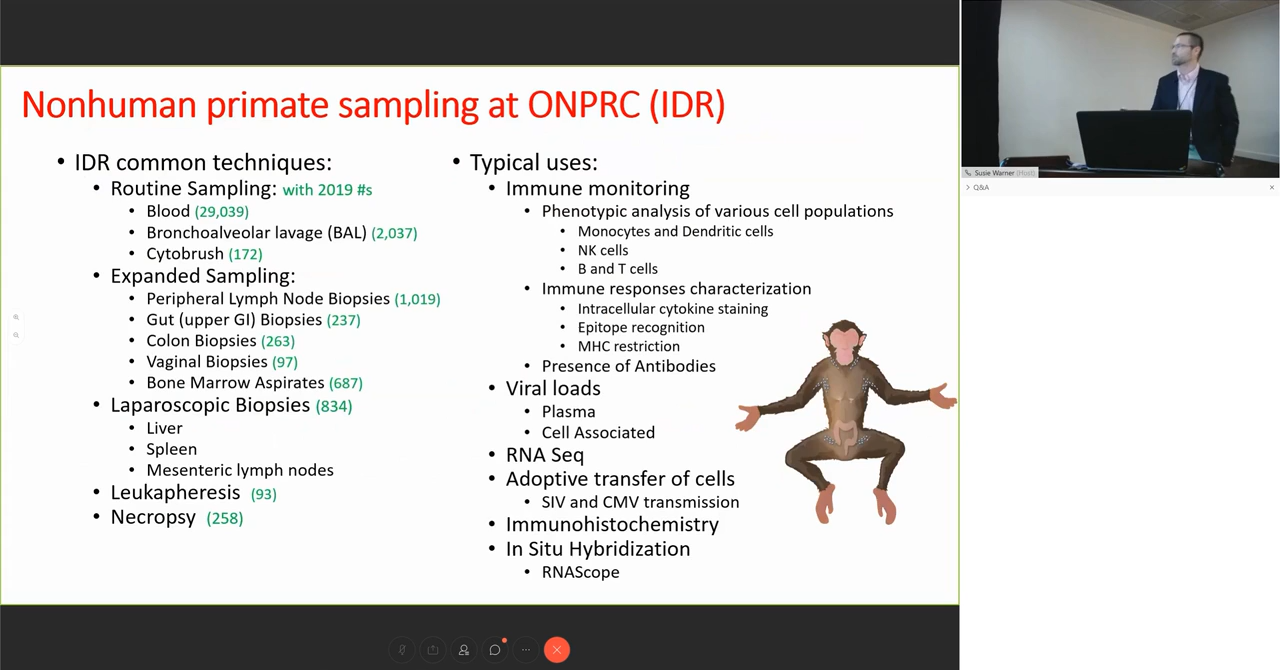 Nonhuman primate sampling at ONPRC (IDR)
• IDR common techniques:
• Routine Sampling: with 2019 #s
• Blood (29,039)
• Bronchoalveolar lavage (BAL) (2,037)
• Cytobrush (172)
• Expanded Sampling:
• Peripheral Lymph Node Biopsies (1,019)
• Gut (upper GI) Biopsies (237)
• Colon Biopsies (263)
• Vaginal Biopsies (97)
• Bone Marrow Aspirates (687)
• Laparoscopic Biopsies (834)
• Liver
• Spleen
• Mesenteric lymph nodes
• Leukapheresis (93)
• Necropsy (258)
• Typical uses:
• Immune monitoring
• Phenotypic analysis of various cell populations
• Monocytes and Dendritic cells
• NK cells
• B and T cells
• Immune responses characterization
• Intracellular cytokine staining
• Epitope recognition
• MHC restriction
• Presence of Antibodies
• Viral loads
• Plasma
• Cell Associated
• RNA Seq
• Adoptive transfer of cells
• SIV and CMV transmission
• Immunohistochemistry
• In Situ Hybridization
• RNAScope
Susie Warner (Host)
Q&A